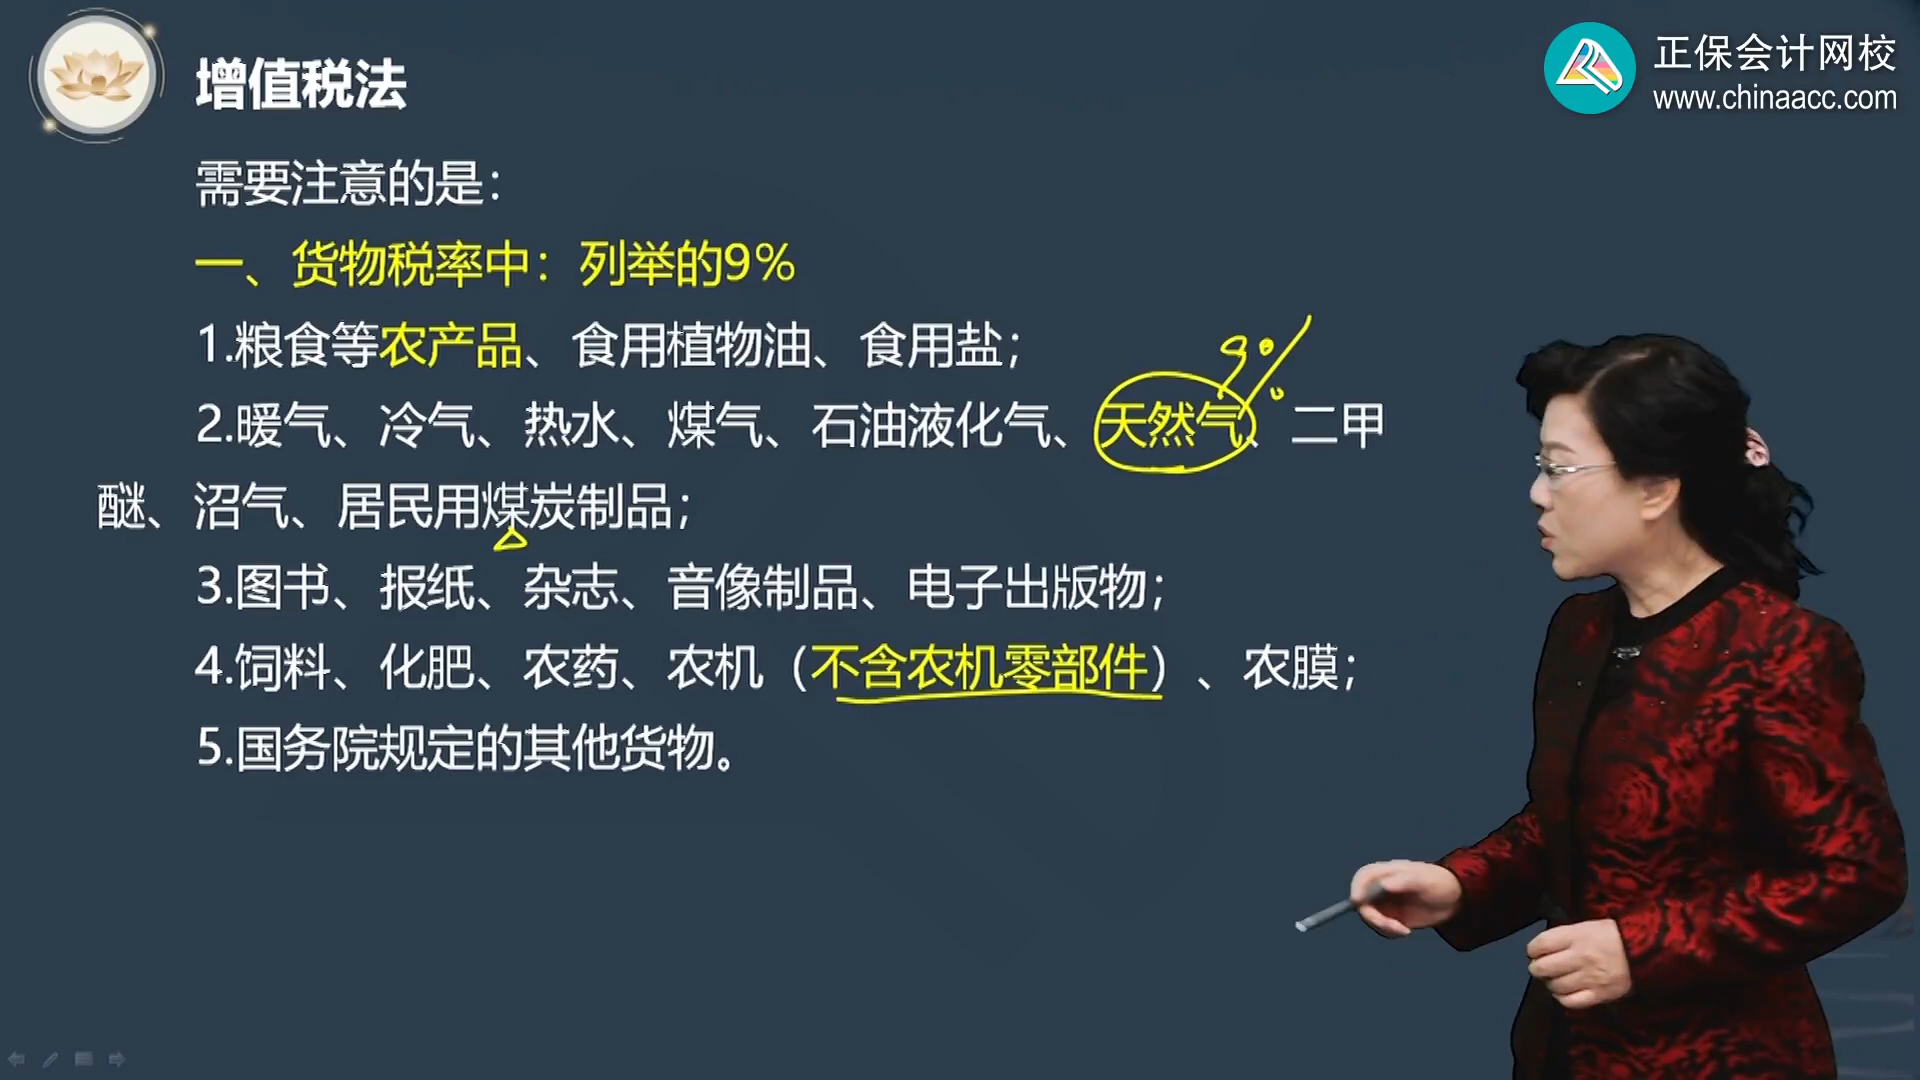 增值税法
正保会计网校
www.chinaacc.com
需要注意的是：
一、货物税率中：列举的9%
1.粮食等农产品、食用植物油、食用盐；
9%
2.暖气、冷气、热水、煤气、石油液化气、天然气、二甲
醚、沼气、居民用煤炭制品；
3.图书、报纸、杂志、音像制品、电子出版物；
4.饲料、化肥、农药、农机（不含农机零部件）、农膜；
5.国务院规定的其他货物。